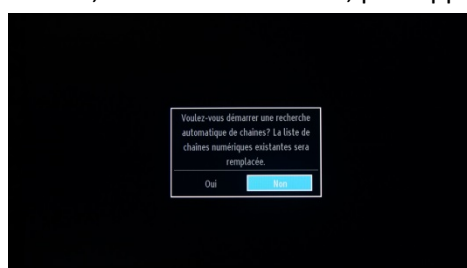 Voulez-vous démarrer une recherche
automatique de chaînes? La liste de
chaînes numériques existantes sera
remplacée.
Oui Non